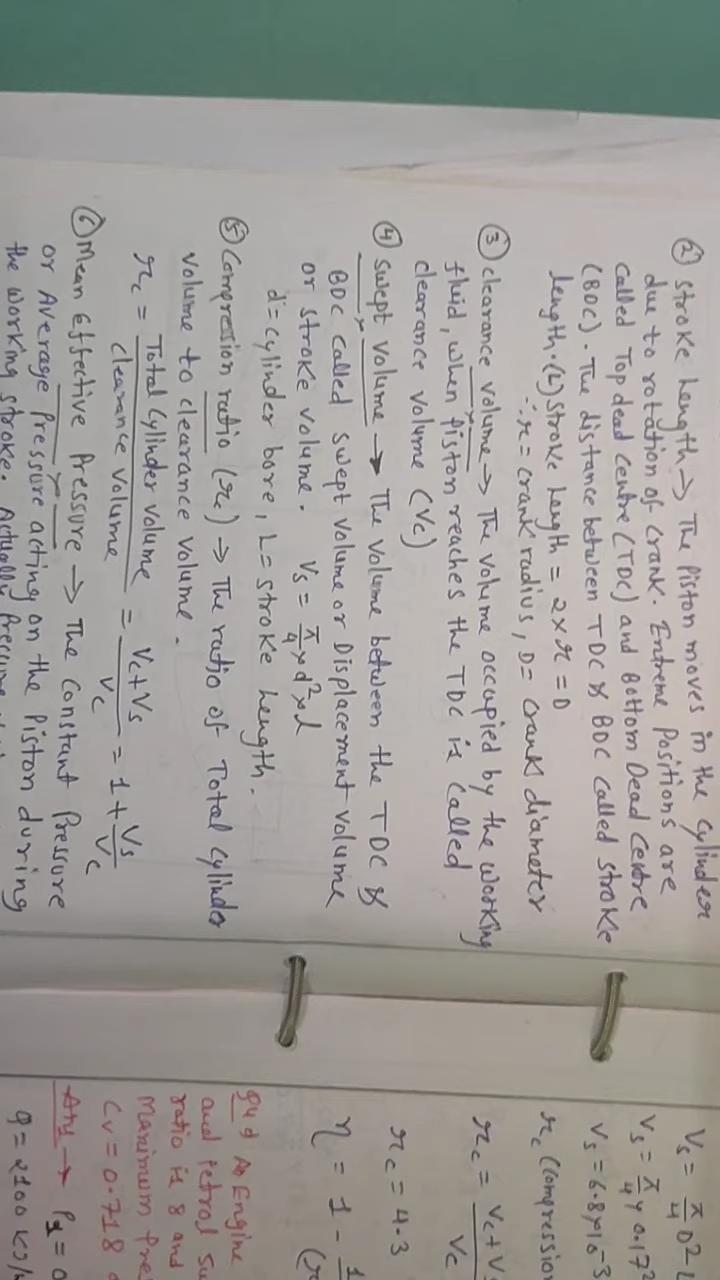 ② Stroke Length → The Piston moves in the cylinder
due to rotation of crank. Extreme Positions are
called Top dead Centre (TDC) and Bottom Dead Centre
(BDC). The distance between TDC & BDC called stroke
length. (L) Stroke length = 2 × r = D
∴ r = crank radius, D = crank diameter
③ clearance volume → The volume occupied by the working
fluid, when Piston reaches the TDC is called
clearance volume (Vc)
④ swept volume → The volume between the TDC &
BDC called swept volume or Displacement volume
or stroke volume. Vs = π/4 × d² × l
d = cylinder bore, L = stroke length.
⑤ Compression ratio (rc) → The ratio of Total cylinder
volume to clearance volume.
rc = Total cylinder volume / clearance volume = Vc + Vs / Vc = 1 + Vs / Vc
⑥ Mean Effective Pressure → The Constant Pressure
or Average Pressure acting on the Piston during
the working stroke. Actually Pressure
Vs = π/4 D² L
Vs = π/4 × 0.17²
Vs = 6.8 × 10⁻³
rc (compression
rc = Vc + Vs / Vc
rc = 4.3
η = 1 - 1
An Engine
and Petrol
ratio is 8 and
Maximum
Cv = 0.718
Ans → P1 = 0
q = 2100 kJ/